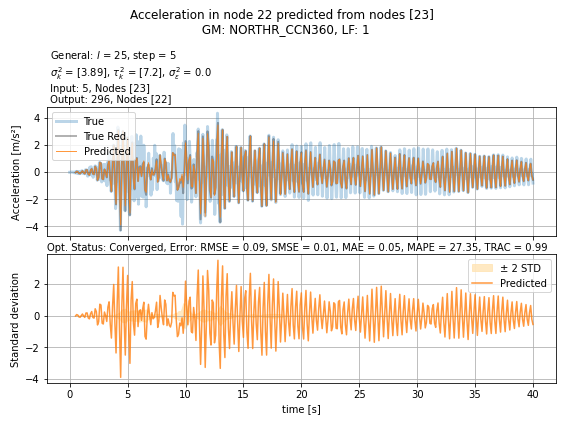 Acceleration in node 22 predicted from nodes [23]
GM: NORTHR_CCN360, LF: 1
General: l = 25, step = 5
σ²ₖ = [3.89], τ²ₖ = [7.2], σ²ε = 0.0
Input: 5, Nodes [23]
Output: 296, Nodes [22]
Acceleration [m/s²]
4
2
0
−2
−4
True
True Red.
Predicted
Opt. Status: Converged, Error: RMSE = 0.09, SMSE = 0.01, MAE = 0.05, MAPE = 27.35, TRAC = 0.99
Standard deviation
2
0
−2
−4
± 2 STD
Predicted
0 5 10 15 20 25 30 35 40
time [s]